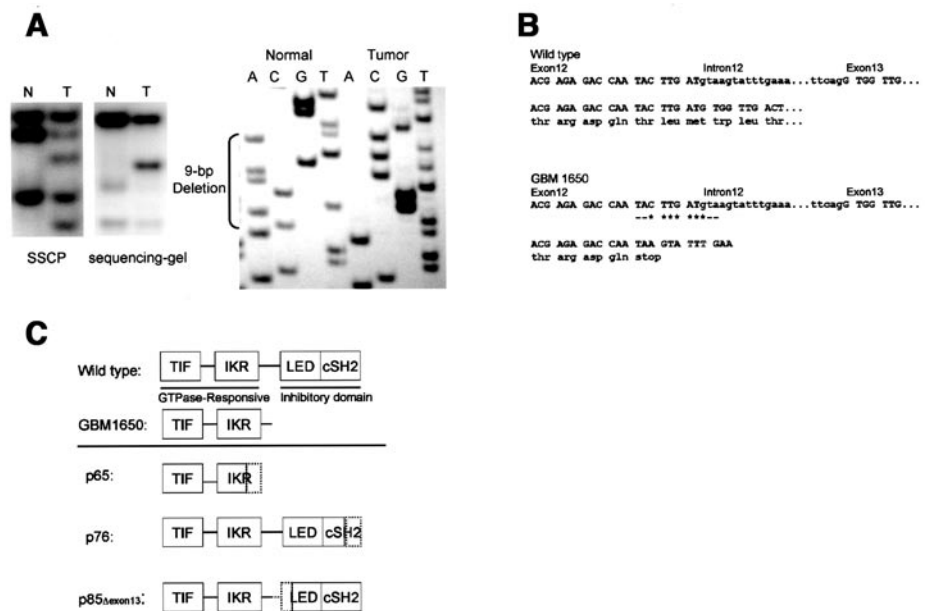 A
Normal Tumor
N T N T A C G T A C G T
9-bp
Deletion
SSCP sequencing-gel
B
Wild type
Exon12 Intron12 Exon13
ACG AGA GAC CAA TAC TTG ATgtaagtatttgaaa...ttcagG TGG TTG...
ACG AGA GAC CAA TAC TTG ATG TGG TTG ACT...
thr arg asp gln thr leu met trp leu thr...
GBM 1650
Exon12 Intron12 Exon13
ACG AGA GAC CAA TAC TTG ATgtaagtatttgaaa...ttcagG TGG TTG...
--* *** ***--
ACG AGA GAC CAA TAA GTA TTT GAA
thr arg asp gln stop
C
Wild type: TIF IKR LED cSH2
GTPase-Responsive Inhibitory domain
GBM1650: TIF IKR
p65: TIF IKR
p76: TIF IKR LED cSH2
p85Δexon13: TIF IKR LED cSH2